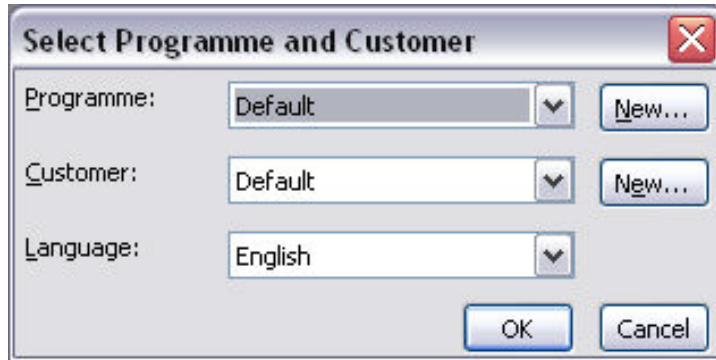 Select Programme and Customer
Programme: Default New...
Customer: Default New...
Language: English
OK Cancel